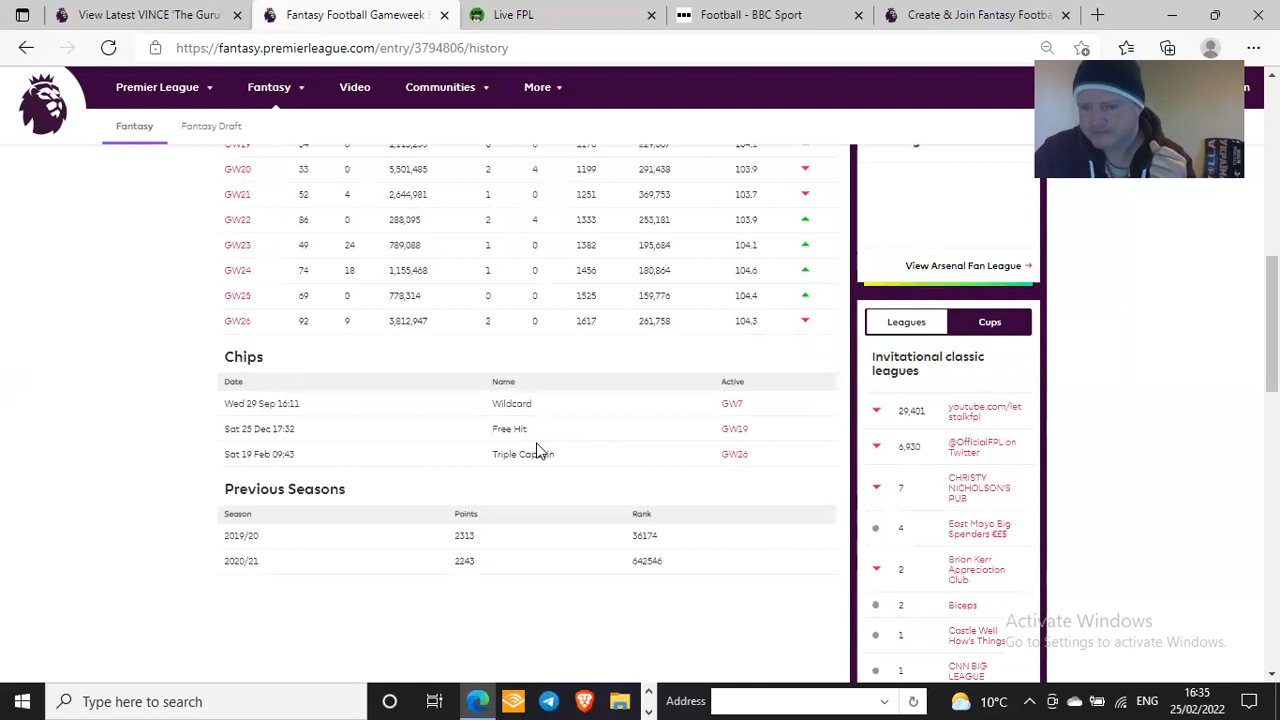 Latest View VINCE 'The Guru
Fantasy Football Gameweek
Live FPL
Football - BBC Sport
Arsenal Fantasy Football
https://fantasy.premierleague.com/entry/3794806/history
Premier League Fantasy Video Communities More
Fantasy Fantasy Draft
GW20 33 0 5,501,485 2 4 1199 291,438 103.9
GW21 52 4 2,644,981 1 0 1251 369,753 103.7
GW22 86 0 288,095 2 4 1333 253,181 103.9
GW23 49 24 789,088 1 0 1382 195,684 104.1
GW24 74 18 1,155,468 1 0 1456 180,864 104.6
GW25 69 0 778,314 0 0 1525 159,776 104.4
GW26 92 9 3,812,947 2 0 1617 261,758 104.3
Chips
Date Name Active
Wed 29 Sep 16:11 Wildcard GW7
Sat 25 Dec 17:32 Free Hit GW19
Sat 19 Feb 09:43 Triple Captain GW26
Previous Seasons
Season Points Rank
2019/20 2313 36174
2020/21 2243 642546
View Arsenal Fan League →
Leagues Cups
Invitational classic
leagues
29,401 youtube.com/let
stolkfpl
6,930 @OfficialFPL on
Twitter
7 CHRISTY
NICHOLSON'S
PUB
4 East Mayo Big
Spenders €££
2 Brian Kerr
Appreciation
Club
2 Biceps
1 Castle Well
How's Things
1 CNN BIG
LEAGUE
Activate Windows
Go to Settings to activate Windows.
Type here to search
Address
10°C
ENG
16:35
25/02/2022